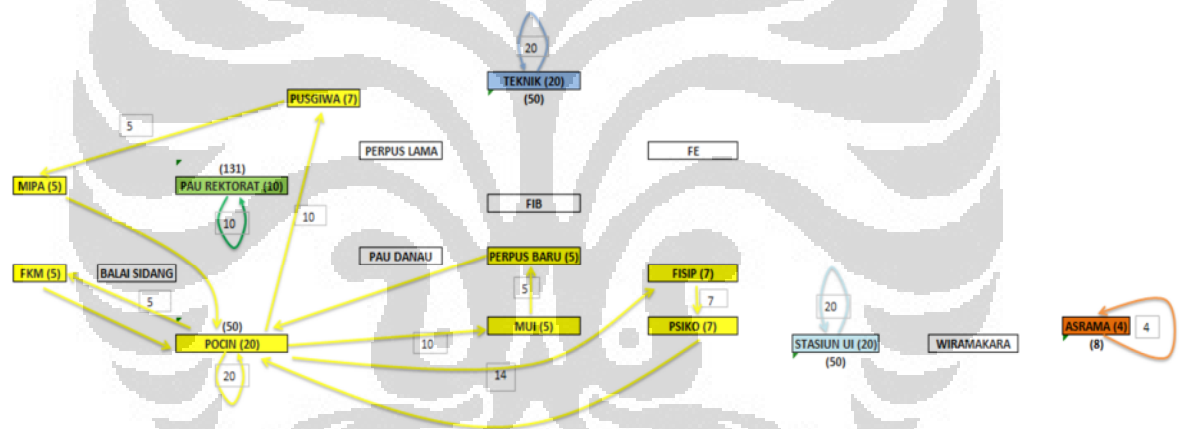 20
TEKNIK (20)
(50)
PUSGIWA (7)
5
PERPUS LAMA
FE
(131)
PAU REKTORAT (10)
MIPA (5)
10
10
FIB
FKM (5)
BALAI SIDANG
PAU DANAU
PERPUS BARU (5)
FISIP (7)
5
5
7
(50)
POCIN (20)
10
MUI (5)
PSIKO (7)
20
STASIUN UI (20)
(50)
WIRAMAKARA
ASRAMA (4)
(8)
4
20
14